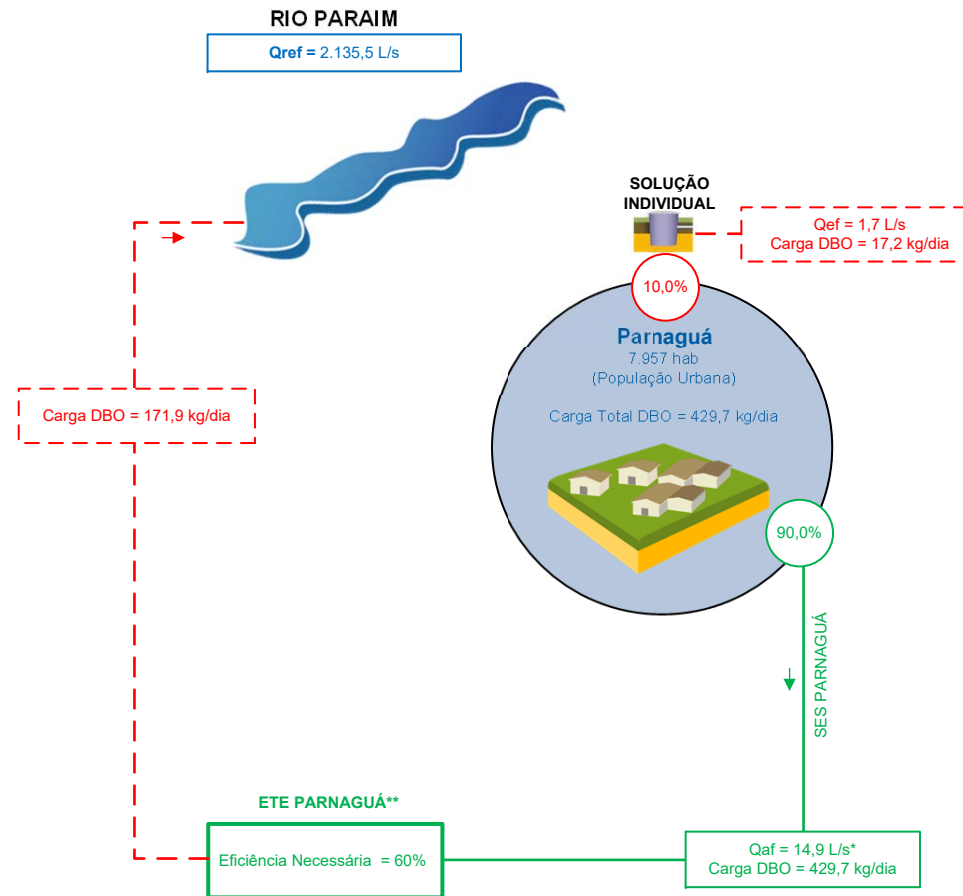 RIO PARAIM
Qref = 2.135,5 L/s
SOLUÇÃO
INDIVIDUAL
Qef = 1,7 L/s
Carga DBO = 17,2 kg/dia
10,0%
Parnaguá
7.957 hab
(População Urbana)
Carga Total DBO = 429,7 kg/dia
Carga DBO = 171,9 kg/dia
90,0%
SES PARNAGUÁ
ETE PARNAGUÁ**
Eficiência Necessária = 60%
Qaf = 14,9 L/s*
Carga DBO = 429,7 kg/dia